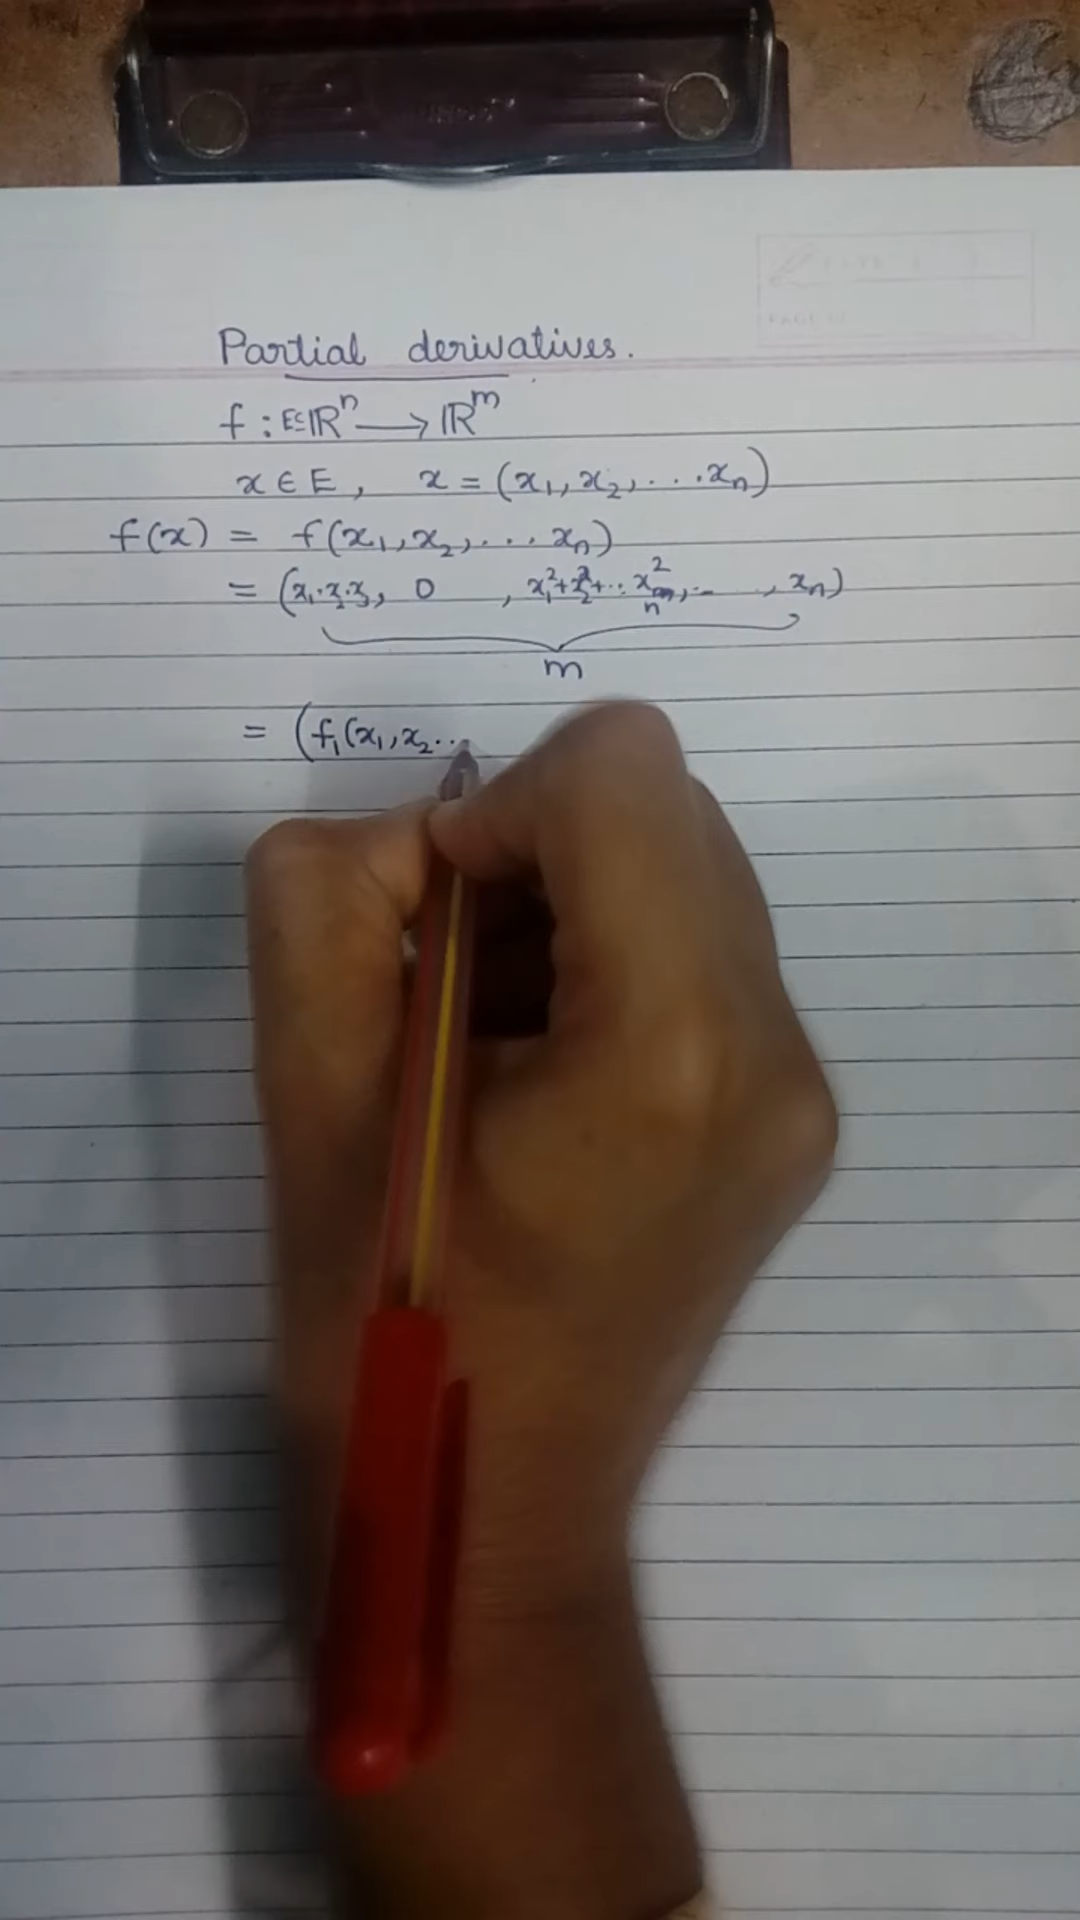 Partial derivatives.
f : E⊆ℝⁿ ⟶ ℝᵐ
x ∈ E, x = (x₁, x₂, ... xₙ)
f(x) = f(x₁, x₂, ... xₙ)
= (x₁·x₂·x₃, 0 , x₁²+x₂²+.. xₙ², .. . , xₙ)
m
= (f₁(x₁, x₂ ...